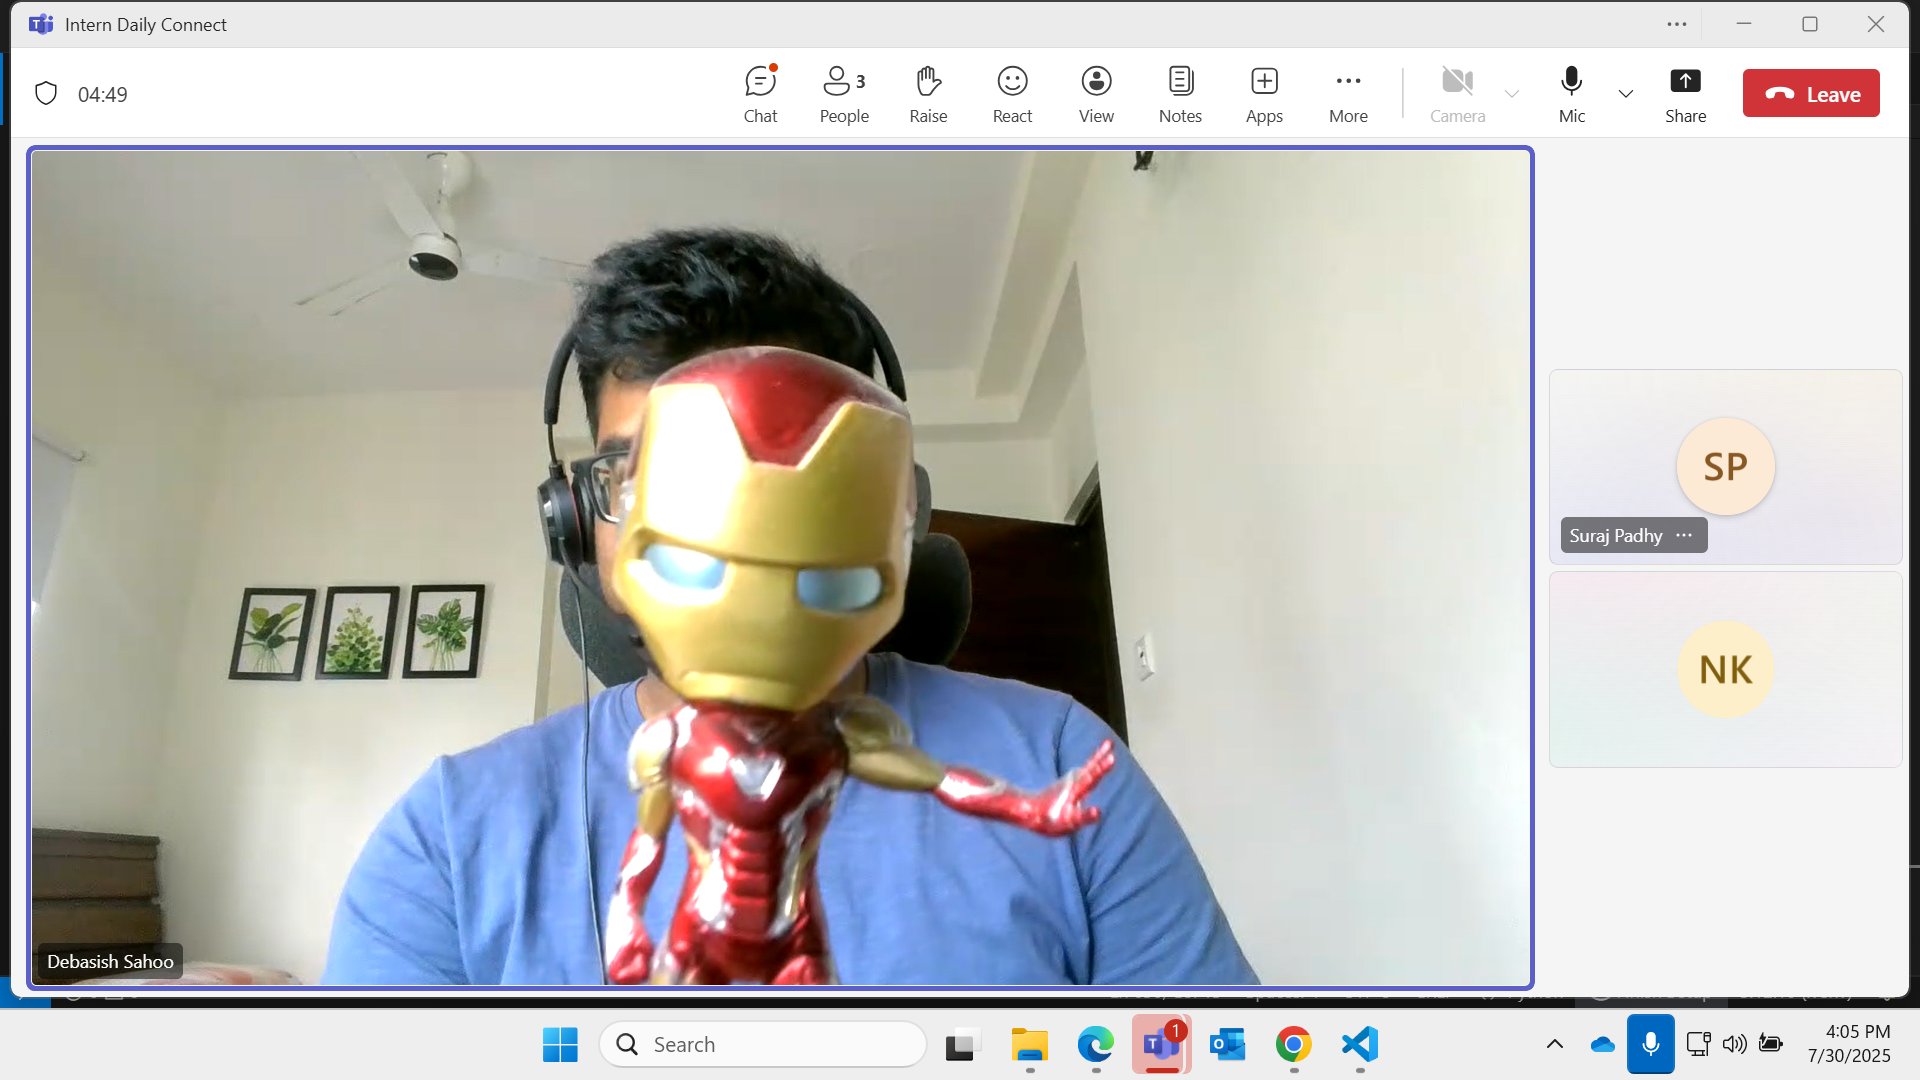 Intern Daily Connect
04:49
Chat
People 3
Raise
React
View
Notes
Apps
More
Camera
Mic
Share
Leave
SP
Suray Padhy
NK
Debasish Sahoo
Search
1
4:05 PM
7/30/2025